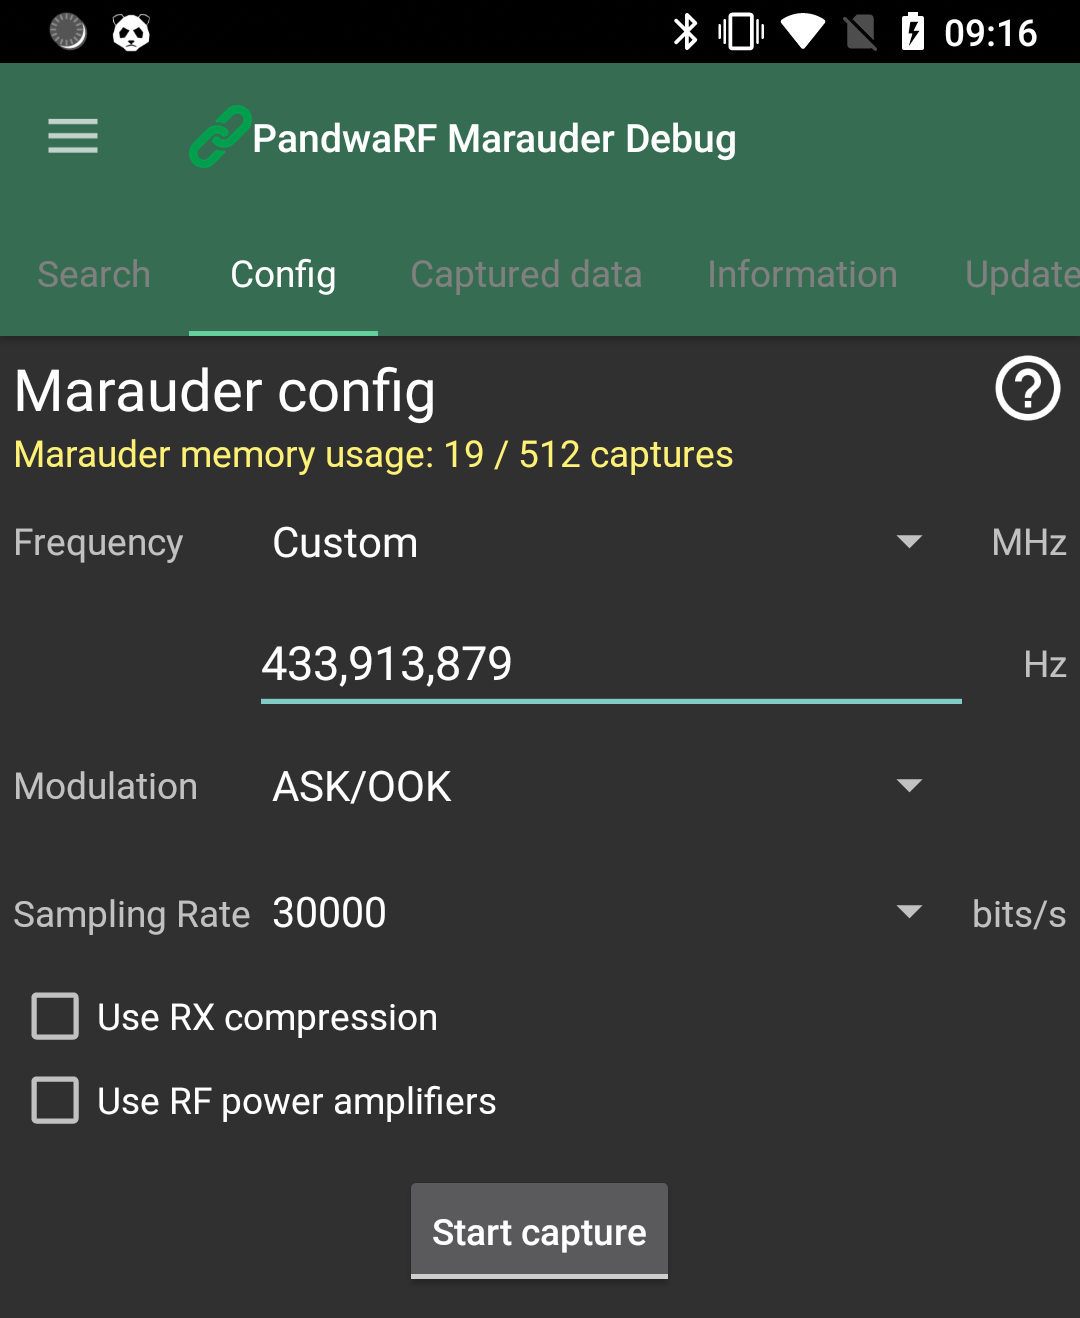 09:16
PandwaRF Marauder Debug
Search Config Captured data Information Update
Marauder config
Marauder memory usage: 19 / 512 captures
Frequency Custom MHz
433,913,879 Hz
Modulation ASK/OOK
Sampling Rate 30000 bits/s
Use RX compression
Use RF power amplifiers
Start capture